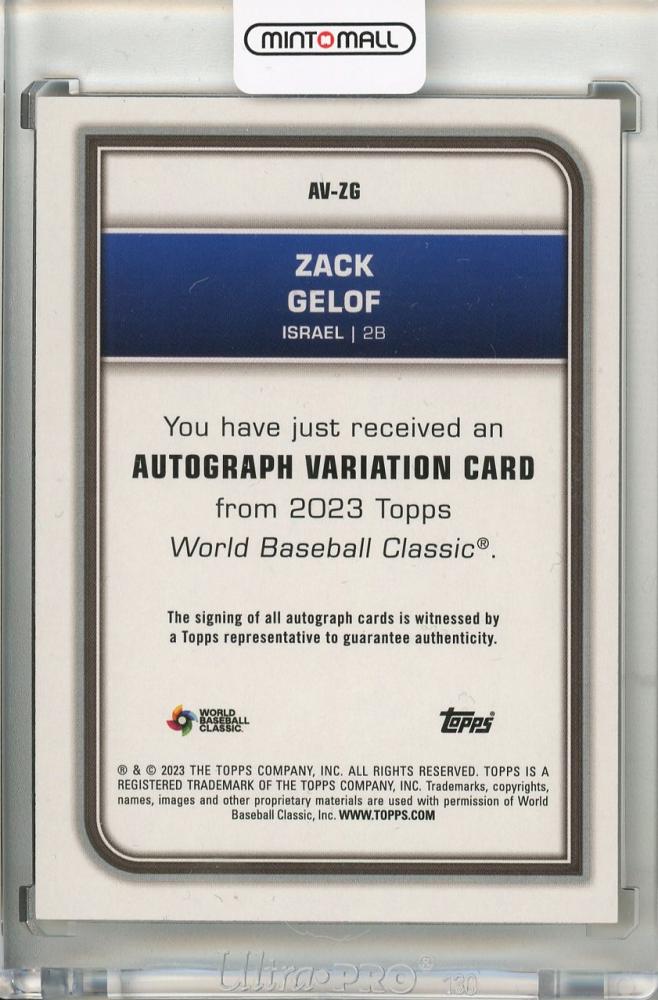 MINT MALL
AV-ZG
ZACK
GELOF
ISRAEL | 2B
You have just received an
AUTOGRAPH VARIATION CARD
from 2023 Topps
World Baseball Classic®.
The signing of all autograph cards is witnessed by
a Topps representative to guarantee authenticity.
WORLD
BASEBALL
CLASSIC
Topps®
® & © 2023 THE TOPPS COMPANY, INC. ALL RIGHTS RESERVED. TOPPS IS A
REGISTERED TRADEMARK OF THE TOPPS COMPANY, INC. Trademarks, copyrights,
names, images and other proprietary materials are used with permission of World
Baseball Classic, Inc. WWW.TOPPS.COM
Ultra•PRO® 130